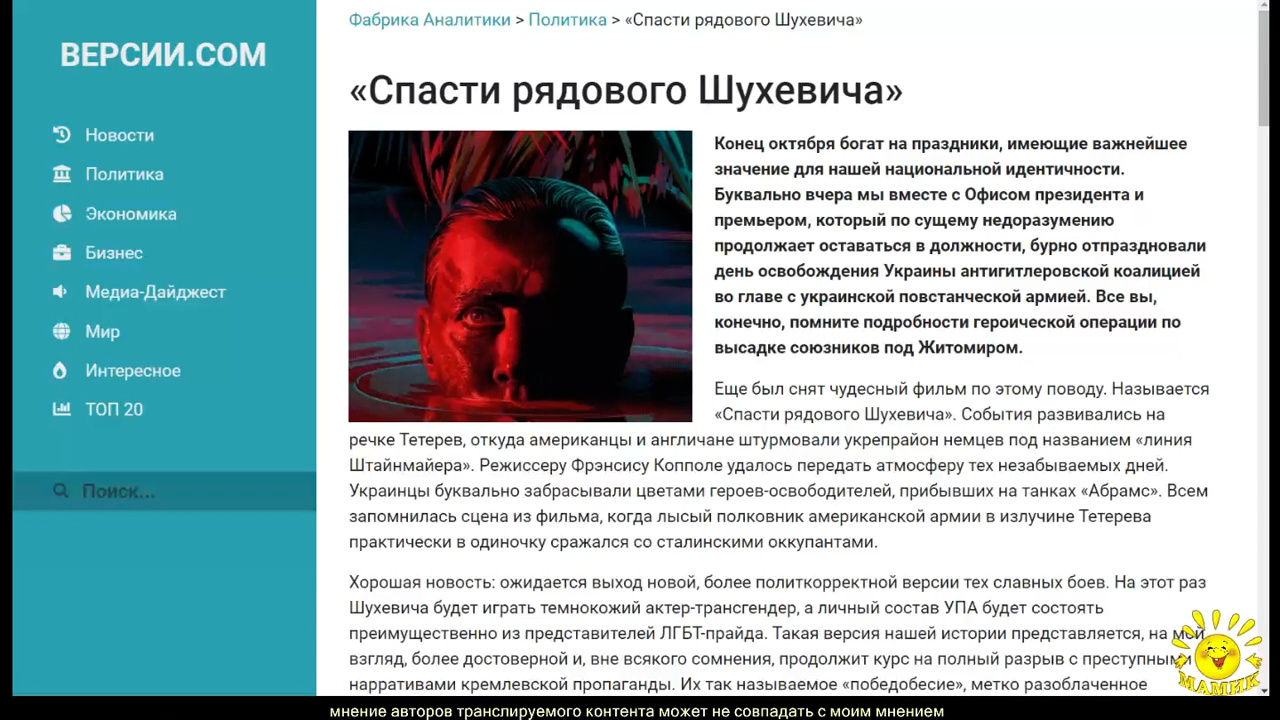 ВЕРСИИ.COM
Новости
Политика
Экономика
Бизнес
Медиа-Дайджест
Мир
Интересное
ТОП 20
Поиск...
Фабрика Аналитики > Политика > «Спасти рядового Шухевича»
«Спасти рядового Шухевича»
Конец октября богат на праздники, имеющие важнейшее
значение для нашей национальной идентичности.
Буквально вчера мы вместе с Офисом президента и
премьером, который по сущему недоразумению
продолжает оставаться в должности, бурно отпраздновали
день освобождения Украины антигитлеровской коалицией
во главе с украинской повстанческой армией. Все вы,
конечно, помните подробности героической операции по
высадке союзников под Житомиром.
Еще был снят чудесный фильм по этому поводу. Называется
«Спасти рядового Шухевича». События развивались на
речке Тетерев, откуда американцы и англичане штурмовали укрепрайон немцев под названием «линия
Штайнмайера». Режиссеру Фрэнсису Копполе удалось передать атмосферу тех незабываемых дней.
Украинцы буквально забрасывали цветами героев-освободителей, прибывших на танках «Абрамс». Всем
запомнилась сцена из фильма, когда лысый полковник американской армии в излучине Тетерева
практически в одиночку сражался со сталинскими оккупантами.
Хорошая новость: ожидается выход новой, более политкорректной версии тех славных боев. На этот раз
Шухевича будет играть темнокожий актер-трансгендер, а личный состав УПА будет состоять
преимущественно из представителей ЛГБТ-прайда. Такая версия нашей истории представляется, на мой
взгляд, более достоверной и, вне всякого сомнения, продолжит курс на полный разрыв с преступными
нарративами кремлевской пропаганды. Их так называемое «победобесие», метко разоблаченное
МАМИК
мнение авторов транслируемого контента может не совпадать с моим мнением